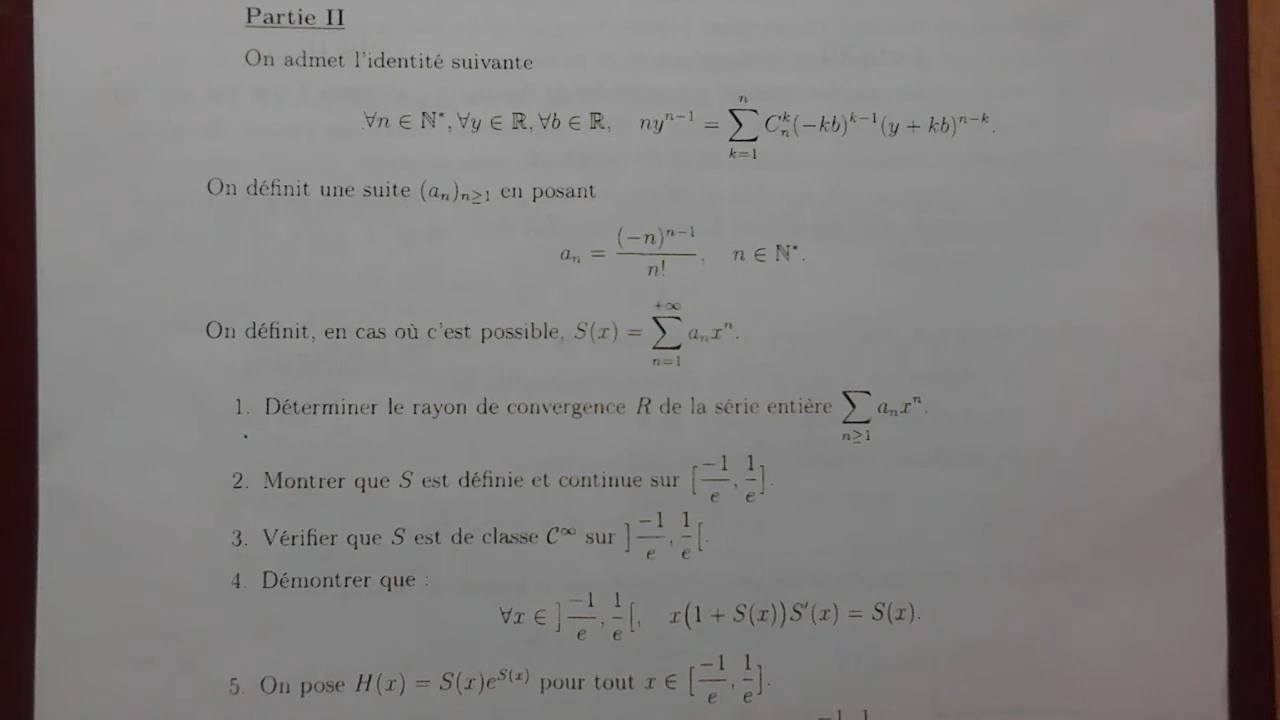 Partie II
On admet l'identité suivante
∀n ∈ ℕ*, ∀y ∈ ℝ, ∀b ∈ ℝ, ny^{n-1} = \sum_{k=1}^{n} C_n^k(-kb)^{k-1}(y + kb)^{n-k}.
On définit une suite (a_n)_{n≥1} en posant
a_n = \frac{(-n)^{n-1}}{n!}, n ∈ ℕ*.
On définit, en cas où c'est possible, S(x) = \sum_{n=1}^{+∞} a_n x^n.
1. Déterminer le rayon de convergence R de la série entière \sum_{n≥1} a_n x^n.
2. Montrer que S est définie et continue sur [\frac{-1}{e}, \frac{1}{e}].
3. Vérifier que S est de classe C^∞ sur ]\frac{-1}{e}, \frac{1}{e}[.
4. Démontrer que :
∀x ∈ ]\frac{-1}{e}, \frac{1}{e}[, x(1 + S(x))S'(x) = S(x).
5. On pose H(x) = S(x)e^{S(x)} pour tout x ∈ [\frac{-1}{e}, \frac{1}{e}].